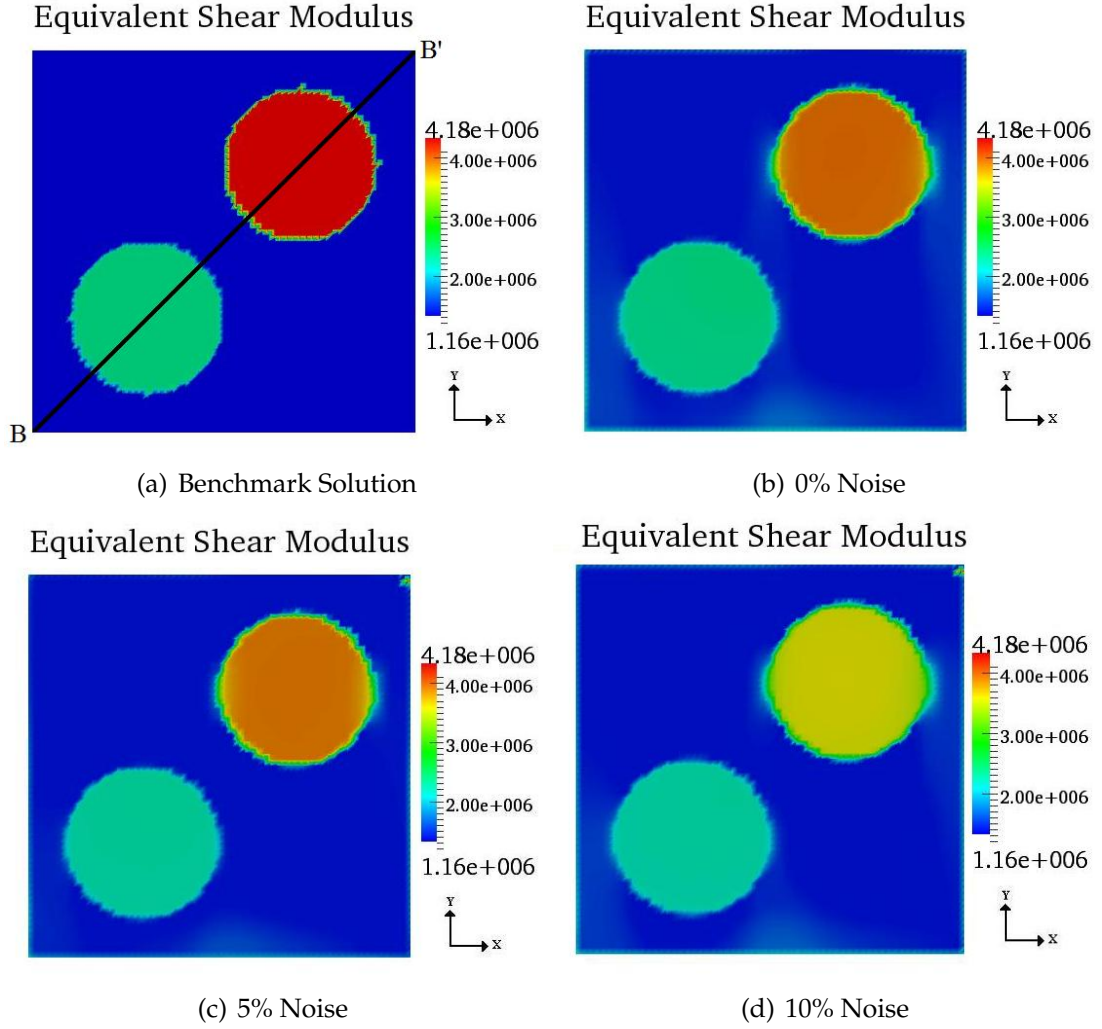 Equivalent Shear Modulus
B'
4.18e+006
4.00e+006
3.00e+006
2.00e+006
1.16e+006
Y
X
B
(a) Benchmark Solution
Equivalent Shear Modulus
4.18e+006
4.00e+006
3.00e+006
2.00e+006
1.16e+006
Y
X
(b) 0% Noise
Equivalent Shear Modulus
4.18e+006
4.00e+006
3.00e+006
2.00e+006
1.16e+006
Y
X
(c) 5% Noise
Equivalent Shear Modulus
4.18e+006
4.00e+006
3.00e+006
2.00e+006
1.16e+006
Y
X
(d) 10% Noise